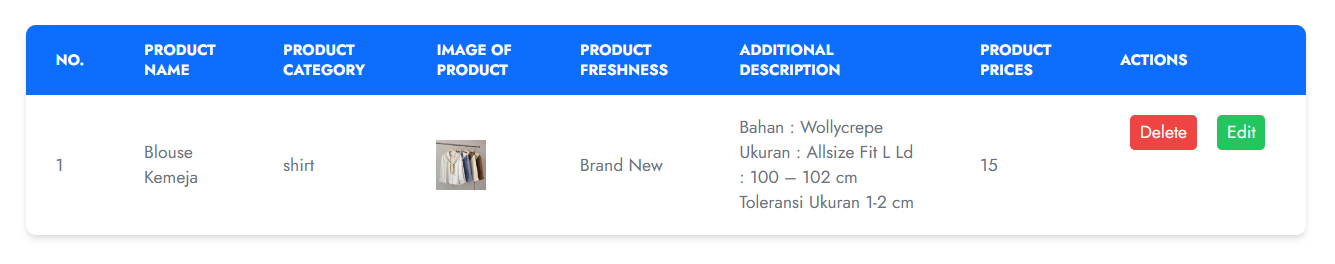 NO.
PRODUCT
NAME
PRODUCT
CATEGORY
IMAGE OF
PRODUCT
PRODUCT
FRESHNESS
ADDITIONAL
DESCRIPTION
PRODUCT
PRICES
ACTIONS
1
Blouse
Kemeja
shirt
Brand New
Bahan : Wollycrepe
Ukuran : Allsize Fit L Ld
: 100 – 102 cm
Toleransi Ukuran 1-2 cm
15
Delete
Edit